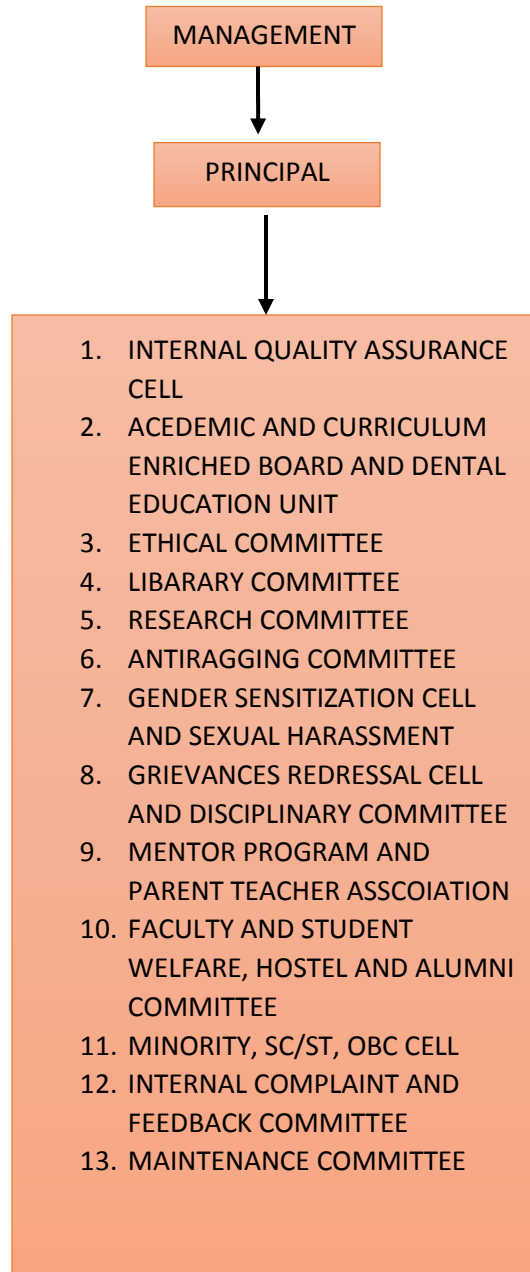 MANAGEMENT
PRINCIPAL
1. INTERNAL QUALITY ASSURANCE
CELL
2. ACEDEMIC AND CURRICULUM
ENRICHED BOARD AND DENTAL
EDUCATION UNIT
3. ETHICAL COMMITTEE
4. LIBARARY COMMITTEE
5. RESEARCH COMMITTEE
6. ANTIRAGGING COMMITTEE
7. GENDER SENSITIZATION CELL
AND SEXUAL HARASSMENT
8. GRIEVANCES REDRESSAL CELL
AND DISCIPLINARY COMMITTEE
9. MENTOR PROGRAM AND
PARENT TEACHER ASSCOIATION
10. FACULTY AND STUDENT
WELFARE, HOSTEL AND ALUMNI
COMMITTEE
11. MINORITY, SC/ST, OBC CELL
12. INTERNAL COMPLAINT AND
FEEDBACK COMMITTEE
13. MAINTENANCE COMMITTEE